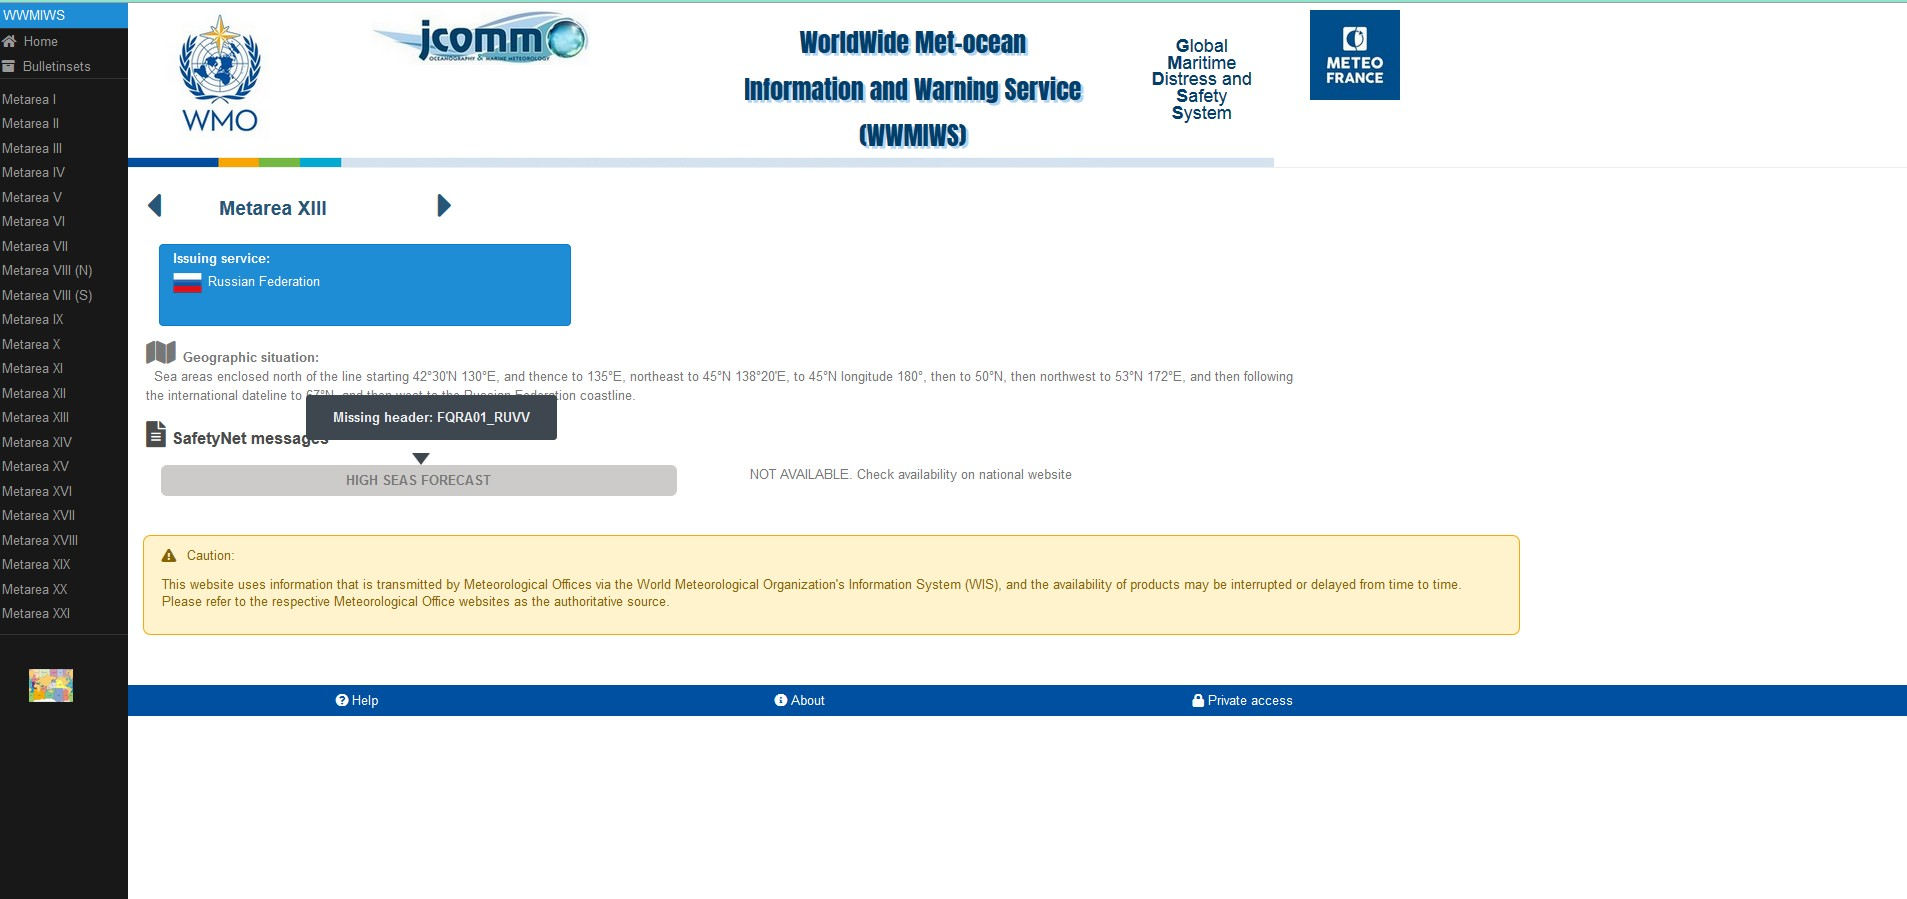 WWMIWS
Home
Bulletinsets
Metarea I
Metarea II
Metarea III
Metarea IV
Metarea V
Metarea VI
Metarea VII
Metarea VIII (N)
Metarea VIII (S)
Metarea IX
Metarea X
Metarea XI
Metarea XII
Metarea XIII
Metarea XIV
Metarea XV
Metarea XVI
Metarea XVII
Metarea XVIII
Metarea XIX
Metarea XX
Metarea XXI
WMO
jcomm
OCEANOGRAPHY & MARINE METEOROLOGY
WorldWide Met-ocean
Information and Warning Service
(WWMIWS)
Global
Maritime
Distress and
Safety
System
METEO
FRANCE
Metarea XIII
Issuing service:
Russian Federation
Geographic situation:
Sea areas enclosed north of the line starting 42°30'N 130°E, and thence to 135°E, northeast to 45°N 138°20'E, to 45°N longitude 180°, then to 50°N, then northwest to 53°N 172°E, and then following
the international dateline to 67°N, and then west to the Russian Federation coastline.
Missing header: FQRA01_RUVV
SafetyNet messages
HIGH SEAS FORECAST
NOT AVAILABLE. Check availability on national website
Caution:
This website uses information that is transmitted by Meteorological Offices via the World Meteorological Organization's Information System (WIS), and the availability of products may be interrupted or delayed from time to time.
Please refer to the respective Meteorological Office websites as the authoritative source.
Help
About
Private access